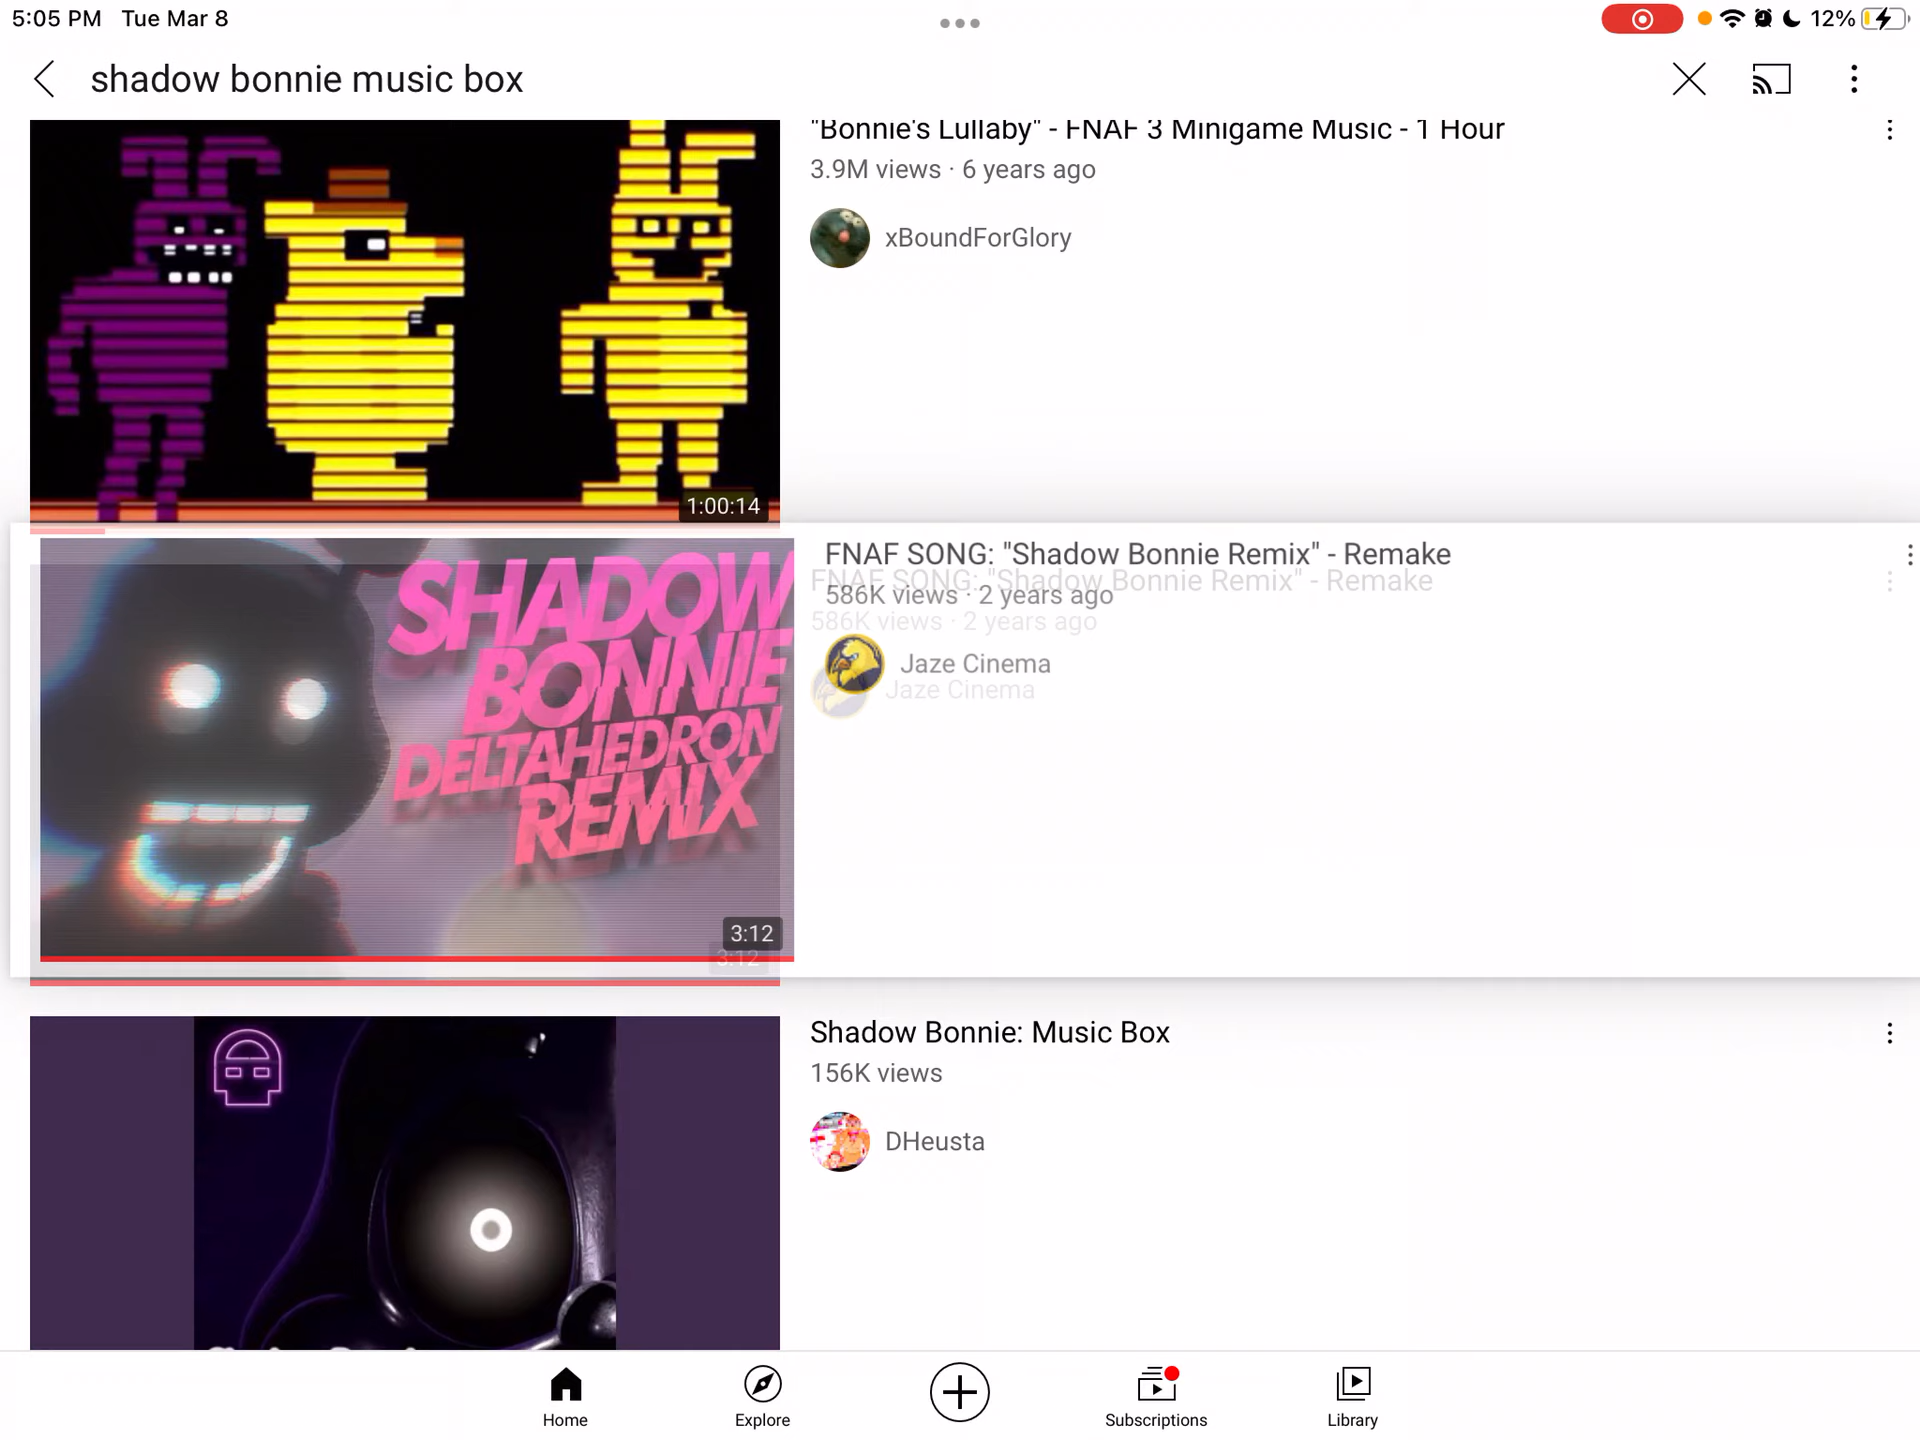 5:05 PM Tue Mar 8
12%
shadow bonnie music box
"Bonnie's Lullaby" - FNAF 3 Minigame Music - 1 Hour
3.9M views · 6 years ago
xBoundForGlory
1:00:14
FNAF SONG: "Shadow Bonnie Remix" - Remake
FNAF SONG: "Shadow Bonnie Remix" - Remake
586K views · 2 years ago
586K views · 2 years ago
Jaze Cinema
Jaze Cinema
SHADOW
BONNIE
DELTAHEDRON
REMIX
3:12
3:12
Shadow Bonnie: Music Box
156K views
DHeusta
Home
Explore
Subscriptions
Library